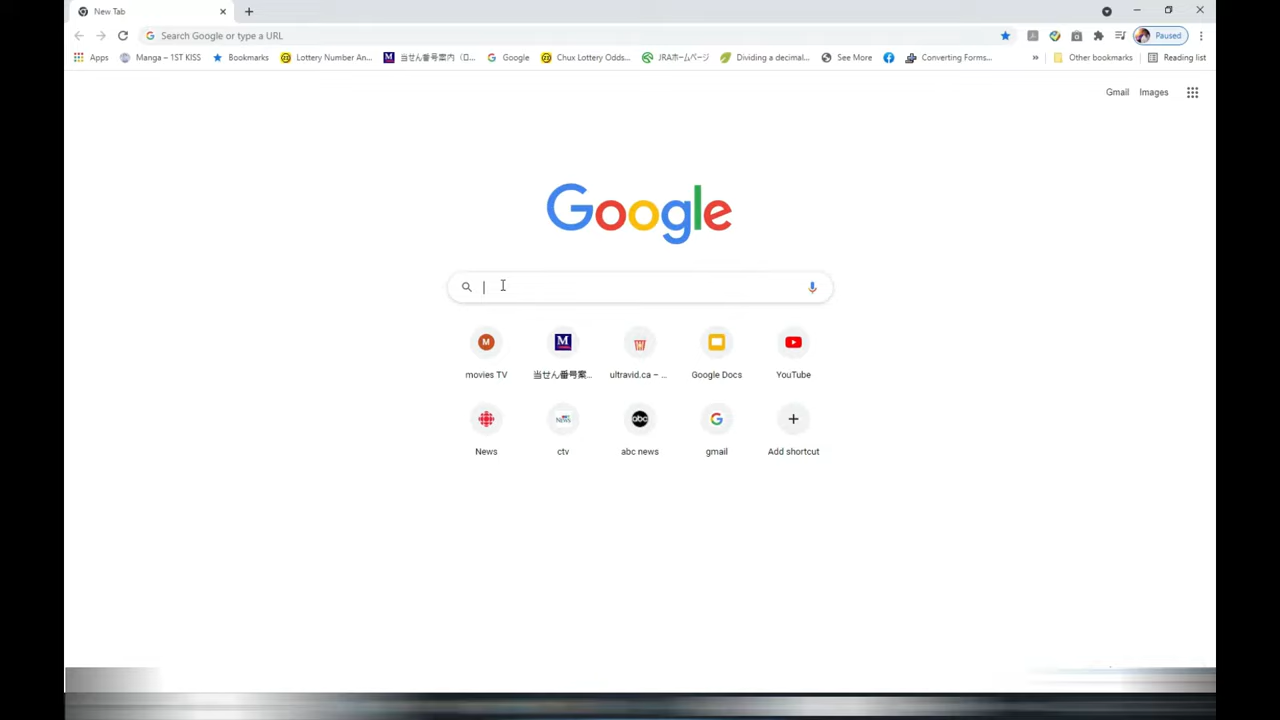 New Tab
Search Google or type a URL
Paused
Apps Manga – 1ST KISS Bookmarks Lottery Number An... 当せん番号案内（ロ... Google Chux Lottery Odds... JRAホームページ Dividing a decimal... See More Converting Forms... » Other bookmarks Reading list
Gmail Images
Google
movies TV 当せん番号案... ultravid.ca – ... Google Docs YouTube
News ctv abc news gmail Add shortcut